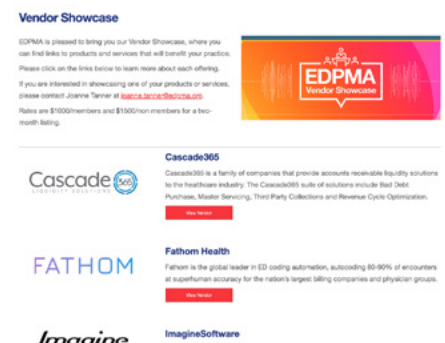 Vendor Showcase
EDPMA is pleased to bring you our Vendor Showcase, where you
can find links to products and services that will benefit your practice.
Please click on the links below to learn more about each offering.
If you are interested in showcasing one of your products or services,
please contact Joanne Tanner at joanne.tanner@edpma.org.
Rates are $1000/members and $1500/non members for a two-
month listing.
EDPMA
Vendor Showcase
Cascade 365
LIQUIDITY SOLUTIONS
Cascade365
Cascade365 is a family of companies that provide accounts receivable liquidity solutions
to the healthcare industry. The Cascade365 suite of solutions include Bad Debt
Purchase, Master Servicing, Third Party Collections and Revenue Cycle Optimization.
View Vendor
FATHOM
Fathom Health
Fathom is the global leader in ED coding automation, autocoding 80-90% of encounters
at superhuman accuracy for the nation's largest billing companies and physician groups.
View Vendor
Imagine
ImagineSoftware